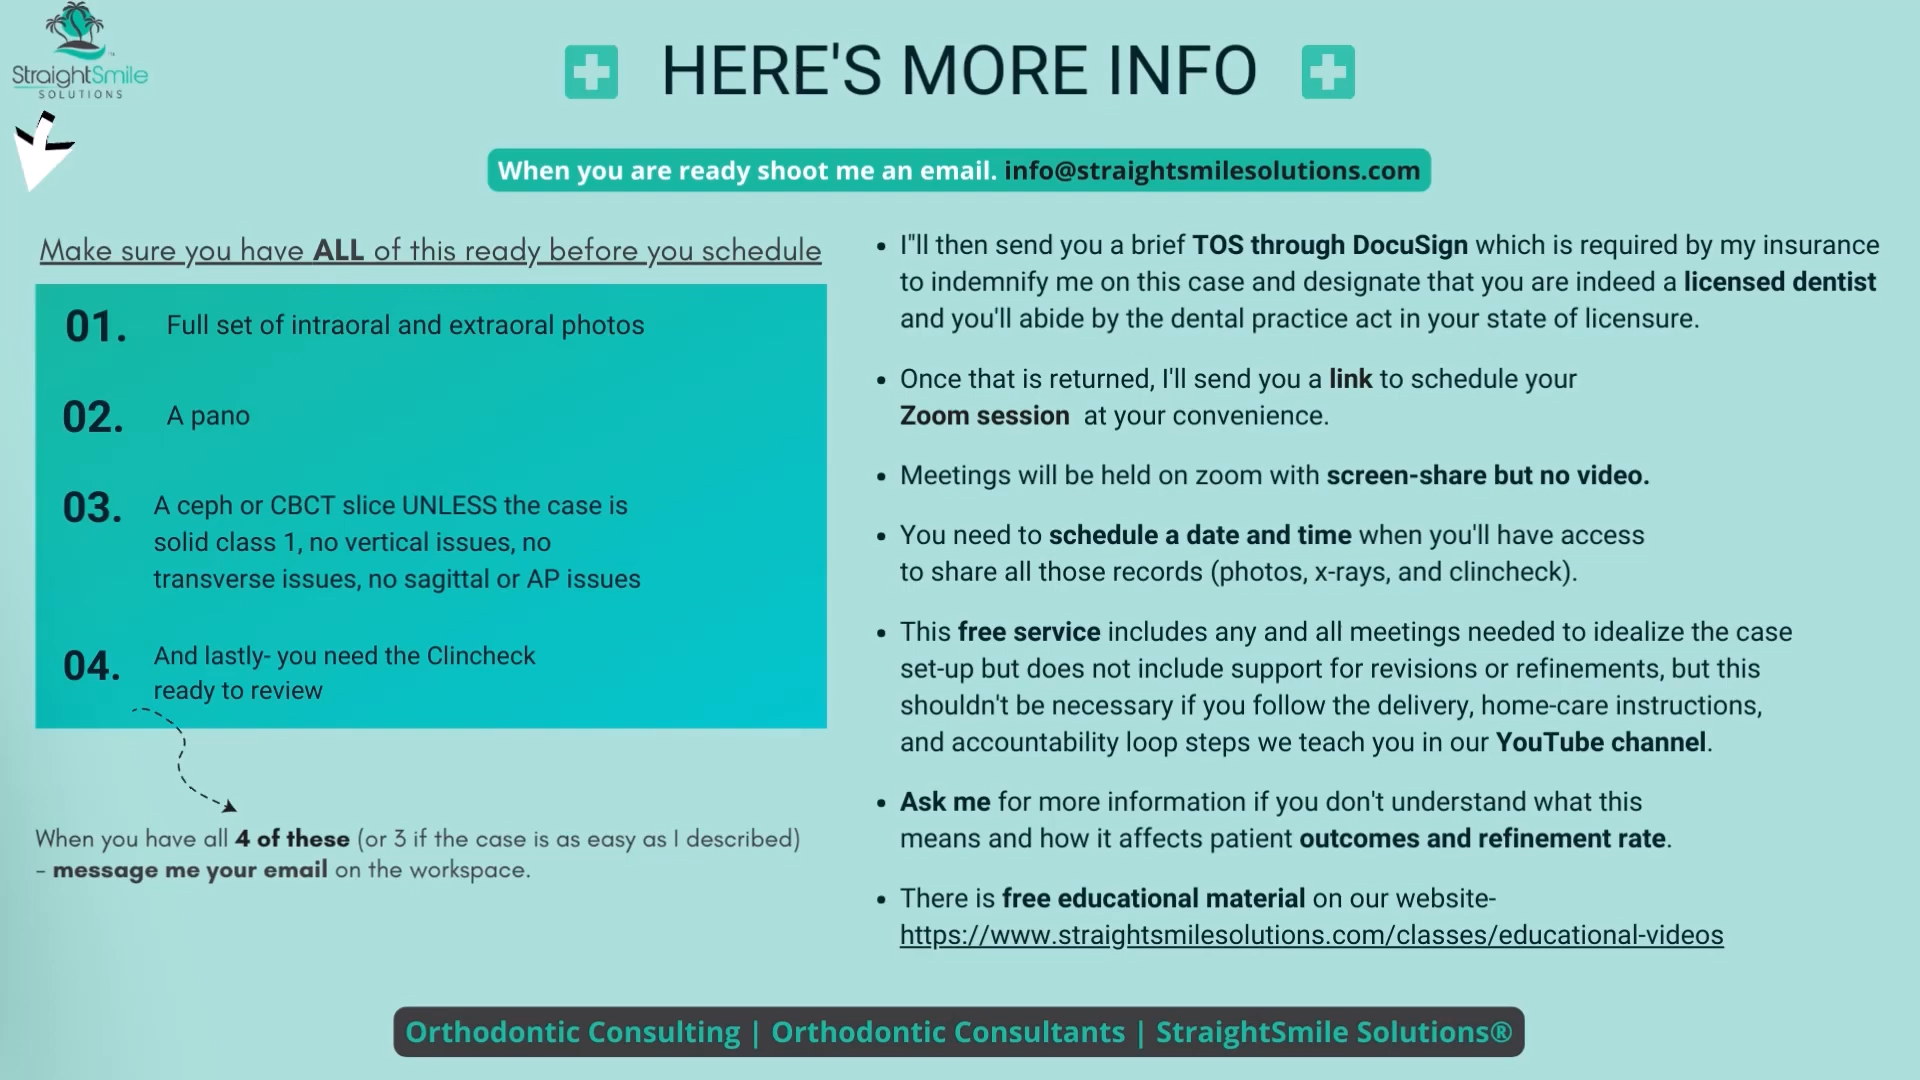 StraightSmile
SOLUTIONS
HERE'S MORE INFO
When you are ready shoot me an email. info@straightsmilesolutions.com
Make sure you have ALL of this ready before you schedule
01. Full set of intraoral and extraoral photos
02. A pano
03. A ceph or CBCT slice UNLESS the case is
solid class 1, no vertical issues, no
transverse issues, no sagittal or AP issues
04. And lastly- you need the Clincheck
ready to review
When you have all 4 of these (or 3 if the case is as easy as I described)
- message me your email on the workspace.
• I"ll then send you a brief TOS through DocuSign which is required by my insurance
to indemnify me on this case and designate that you are indeed a licensed dentist
and you'll abide by the dental practice act in your state of licensure.
• Once that is returned, I'll send you a link to schedule your
Zoom session at your convenience.
• Meetings will be held on zoom with screen-share but no video.
• You need to schedule a date and time when you'll have access
to share all those records (photos, x-rays, and clincheck).
• This free service includes any and all meetings needed to idealize the case
set-up but does not include support for revisions or refinements, but this
shouldn't be necessary if you follow the delivery, home-care instructions,
and accountability loop steps we teach you in our YouTube channel.
• Ask me for more information if you don't understand what this
means and how it affects patient outcomes and refinement rate.
• There is free educational material on our website-
https://www.straightsmilesolutions.com/classes/educational-videos
Orthodontic Consulting | Orthodontic Consultants | StraightSmile Solutions®